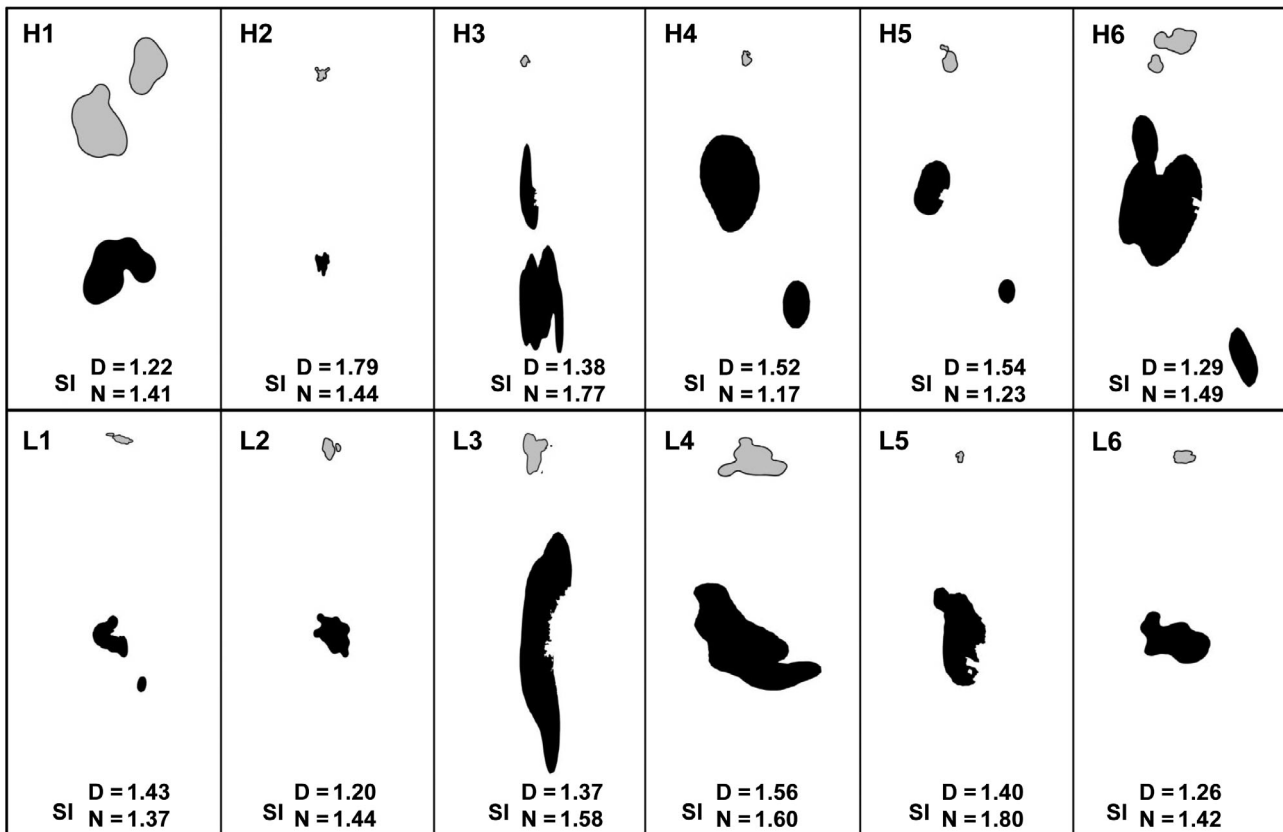 H1
H2
H3
H4
H5
H6
SI D = 1.22
N = 1.41
SI D = 1.79
N = 1.44
SI D = 1.38
N = 1.77
SI D = 1.52
N = 1.17
SI D = 1.54
N = 1.23
SI D = 1.29
N = 1.49
L1
L2
L3
L4
L5
L6
SI D = 1.43
N = 1.37
SI D = 1.20
N = 1.44
SI D = 1.37
N = 1.58
SI D = 1.56
N = 1.60
SI D = 1.40
N = 1.80
SI D = 1.26
N = 1.42